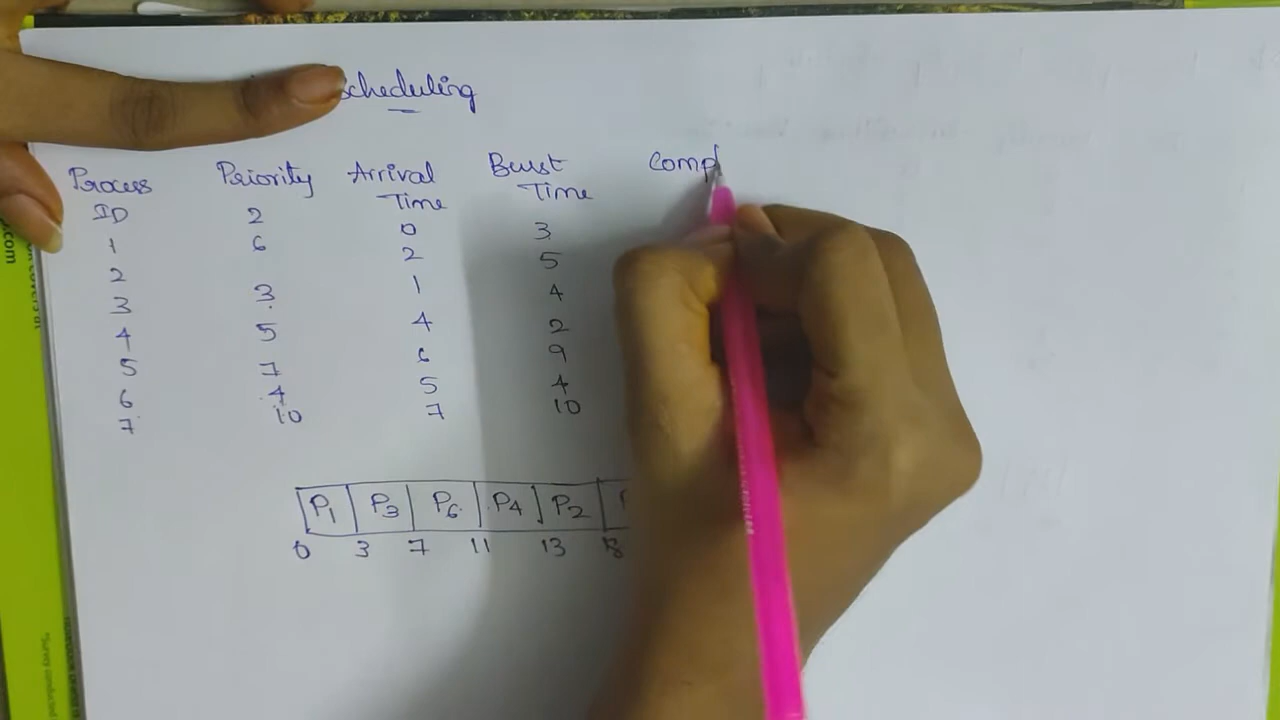 Scheduling
Process Priority Arrival Burst Comp
ID Time Time
1 2 0 3
2 6 2 5
3 3 1 4
4 5 4 2
5 7 6 9
6 4 5 4
7 10 7 10
P1 P3 P6 P4 P2
0 3 7 11 13 18
.com